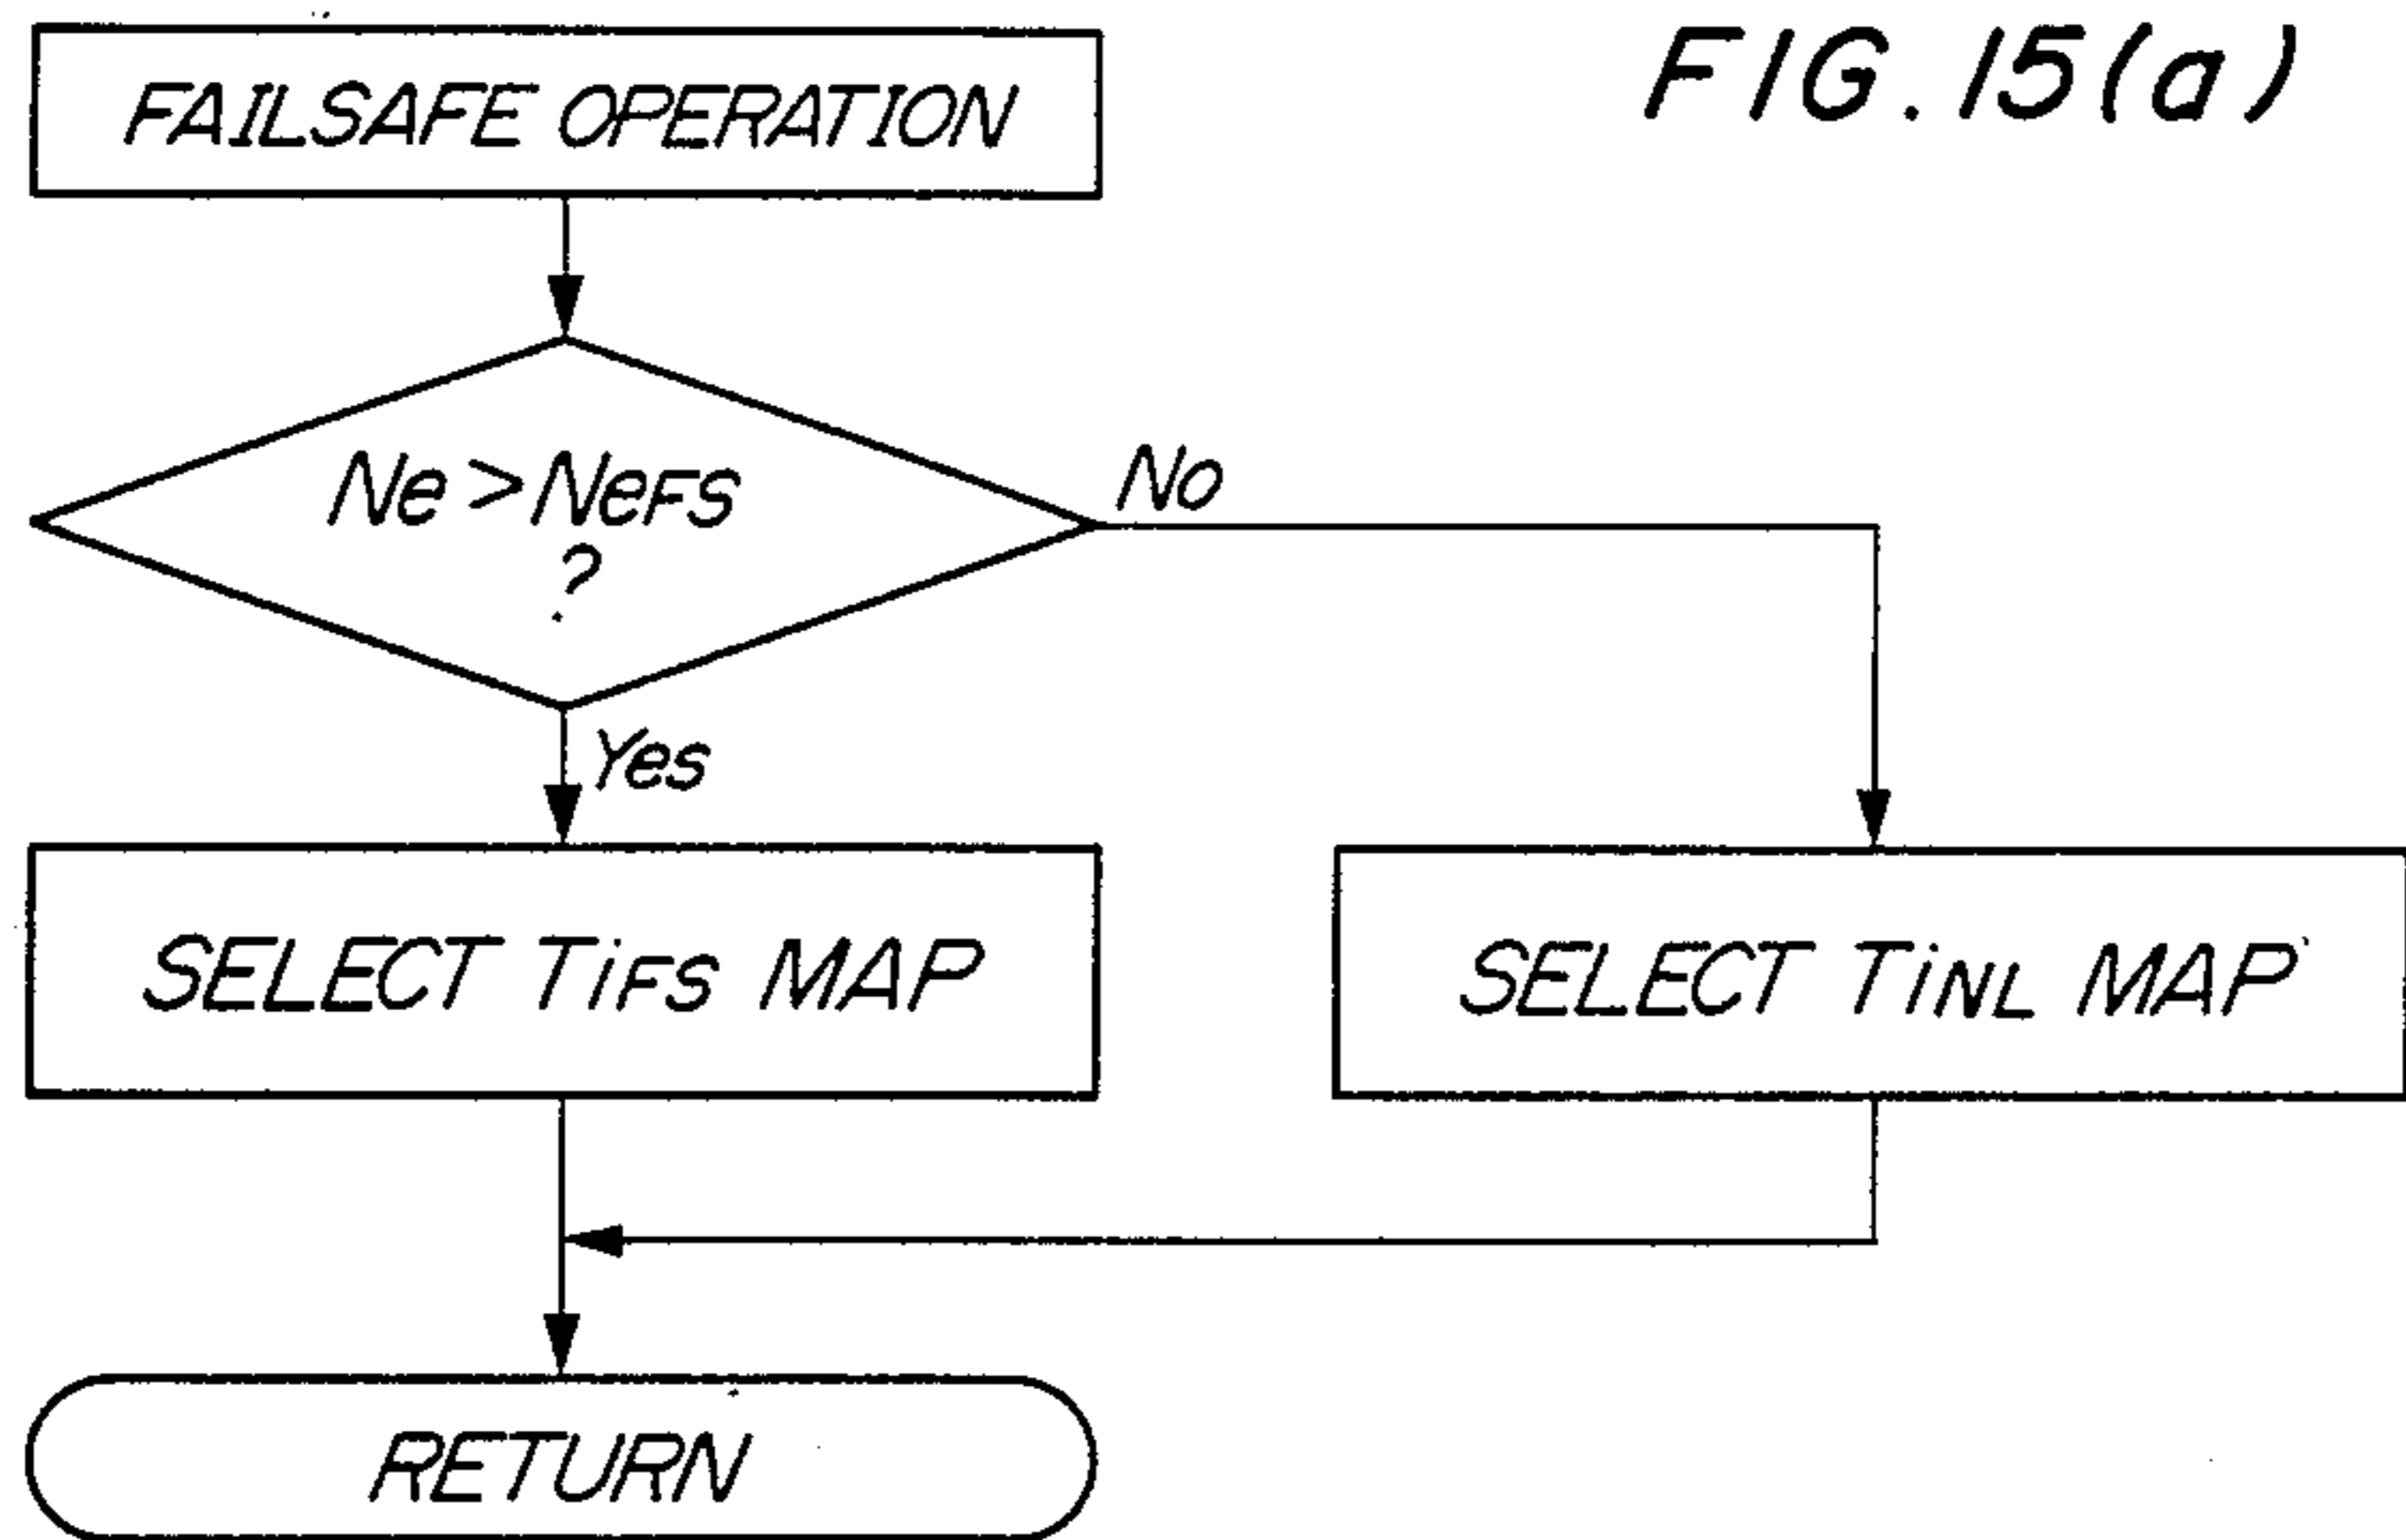 FIG. 15(a)
FAILSAFE OPERATION
Ne > NeFS
?
No
Yes
SELECT TiFS MAP
SELECT TiNL MAP
RETURN